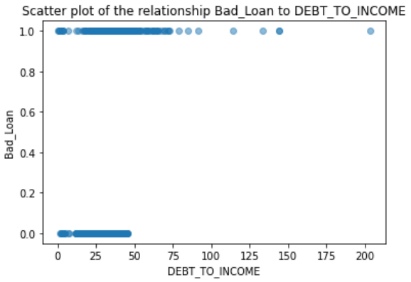 Scatter plot of the relationship Bad_Loan to DEBT_TO_INCOME
1.0
0.8
0.6
0.4
0.2
0.0
Bad_Loan
0 25 50 75 100 125 150 175 200
DEBT_TO_INCOME